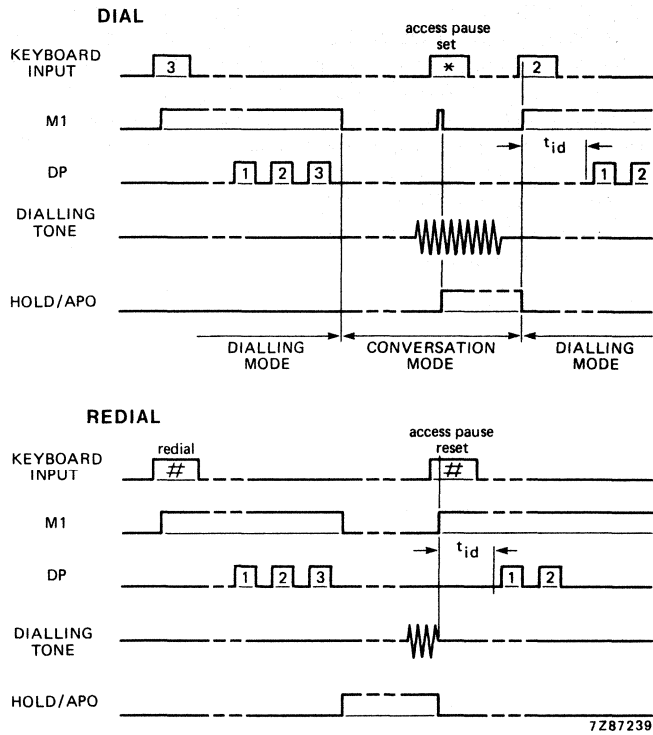 DIAL
access pause
set
KEYBOARD
INPUT
3
*
2
M1
t_id
DP
1 2 3
1 2
DIALLING
TONE
HOLD/APO
DIALLING
MODE
CONVERSATION
MODE
DIALLING
MODE
REDIAL
access pause
reset
redial
KEYBOARD
INPUT
#
#
M1
t_id
DP
1 2 3
1 2
DIALLING
TONE
HOLD/APO
7Z87239